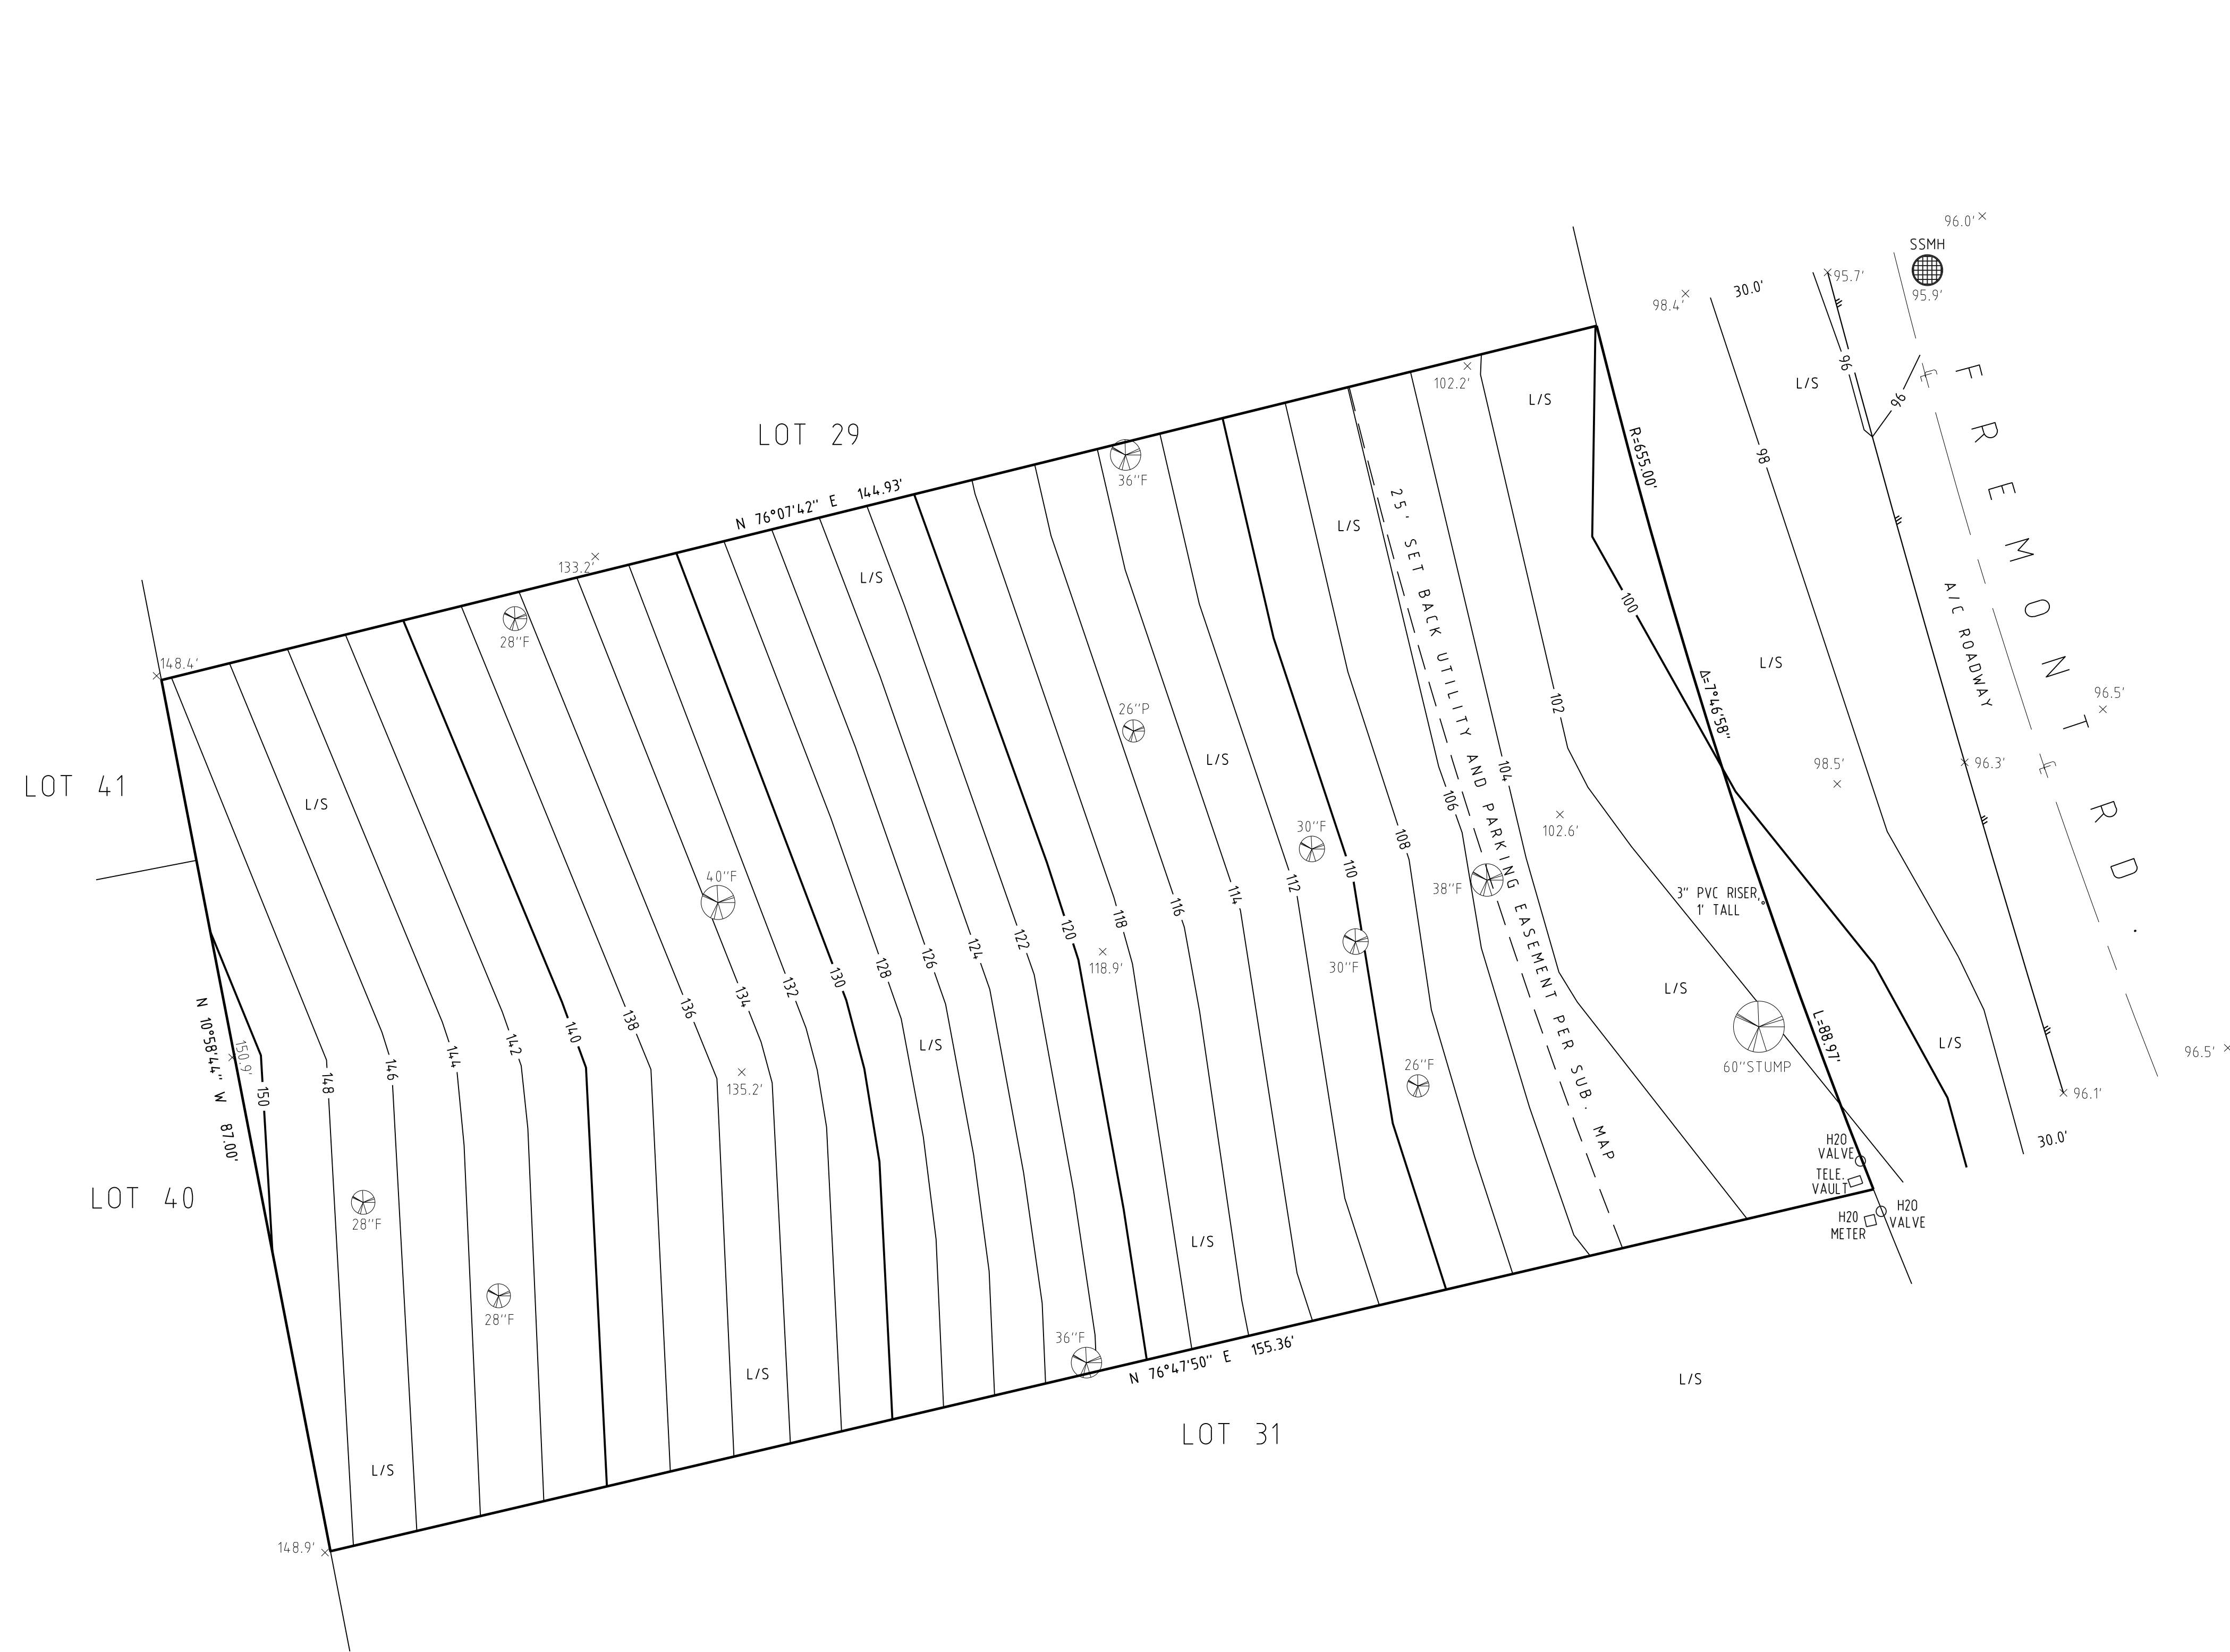 96.0'
SSMH
95.9'
95.7'
98.4'
30.0'
FREMONT RD.
℄
96
96
L/S
98
102.2'
L/S
LOT 29
R=655.00'
36"F
N 76°07'42" E 144.93'
L/S
25' SET BACK UTILITY AND PARKING EASEMENT PER SUB. MAP
133.2'
L/S
A/C ROADWAY
100
28"F
148.4'
L/S
96.5'
102
Δ=7°46'58"
26"P
L/S
98.5'
96.3'
℄
LOT 41
L/S
104
106
102.6'
30"F
108
110
40"F
38"F
3" PVC RISER,
1' TALL
112
114
116
118
120
122
124
126
128
130
132
134
136
138
140
142
144
146
148
150
118.9'
30"F
L/S
N 10°58'44" W 87.00'
150.9'
L/S
L=88.97'
L/S
96.5'
135.2'
26"F
60"STUMP
96.1'
30.0'
H20
VALVE
TELE.
VAULT
H20
METER
H20
VALVE
LOT 40
28"F
L/S
28"F
36"F
N 76°47'50" E 155.36'
L/S
L/S
LOT 31
L/S
148.9'